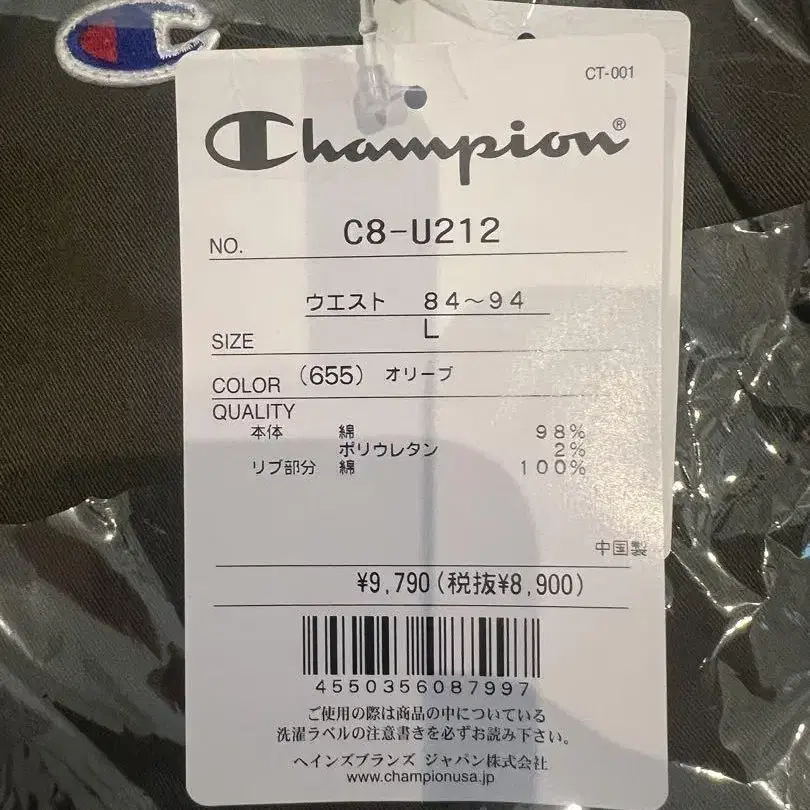 CT-001
Champion®
NO. C8-U212
ウエスト 84〜94
SIZE L
COLOR (655) オリーブ
QUALITY
本体 綿 98%
ポリウレタン 2%
リブ部分 綿 100%
中国製
¥9,790(税抜¥8,900)
4550356087997
ご使用の際は商品の中についている
洗濯ラベルの注意書きを必ずお読み下さい。
ヘインズブランズ ジャパン株式会社
www.championusa.jp